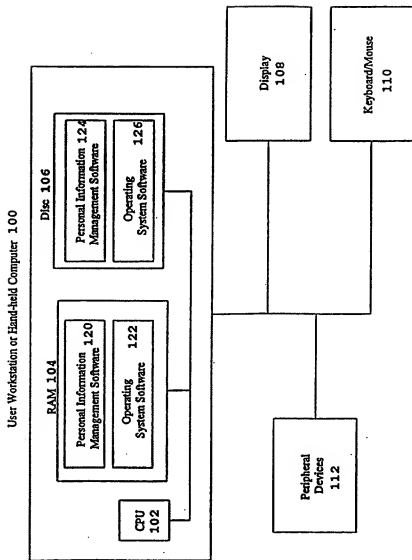 User Workstation or Hand-held Computer 100
CPU
102
RAM 104
Personal Information
Management Software
120
Operating
System Software
122
Disc 106
Personal Information
Management Software
124
Operating
System Software
126
Peripheral
Devices
112
Display
108
Keyboard/Mouse
110